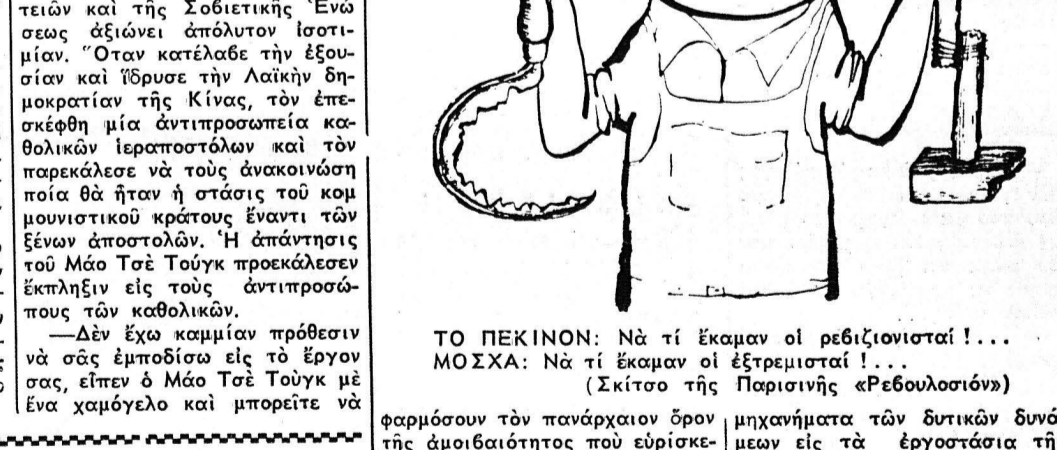 τειῶν καὶ τῆς Σοβιετικῆς Ἑνώ
σεως ἀξιώνει ἀπόλυτον ἰσοτι-
μίαν. Ὅταν κατέλαβε τὴν ἐξου-
σίαν καὶ ἵδρυσε τὴν Λαϊκὴν δη-
μοκρατίαν τῆς Κίνας, τὸν ἐπε-
σκέφθη μία ἀντιπροσωπεία κα-
θολικῶν ἱεραποστόλων καὶ τὸν
παρεκάλεσε νὰ τοὺς ἀνακοινώση
ποία θὰ ἦταν ἡ στάσις τοῦ κομ
μουνιστικοῦ κράτους ἔναντι τῶν
ξένων ἀποστολῶν. Ἡ ἀπάντησις
τοῦ Μάο Τσὲ Τοὺγκ προεκάλεσεν
ἔκπληξιν εἰς τοὺς ἀντιπροσώ-
πους τῶν καθολικῶν.
—Δὲν ἔχω καμμίαν πρόθεσιν
νὰ σᾶς ἐμποδίσω εἰς τὸ ἔργον
σας, εἶπεν ὁ Μάο Τσὲ Τοὺγκ μὲ
ἕνα χαμόγελο καὶ μπορεῖτε νὰ
ΤΟ ΠΕΚΙΝΟΝ: Νὰ τί ἔκαμαν οἱ ρεβιζιονισταί!...
ΜΟΣΧΑ: Νὰ τί ἔκαμαν οἱ ἐξτρεμισταί!...
(Σκίτσο τῆς Παρισινῆς «Ρεβουλοσιόν»)
φαρμόσουν τὸν πανάρχαιον ὅρον
τῆς ἀμοιβαιότητος ποὺ εὑρίσκε-
μηχανήματα τῶν δυτικῶν δυνά
μεων εἰς τὰ ἐργοστάσια τῆ